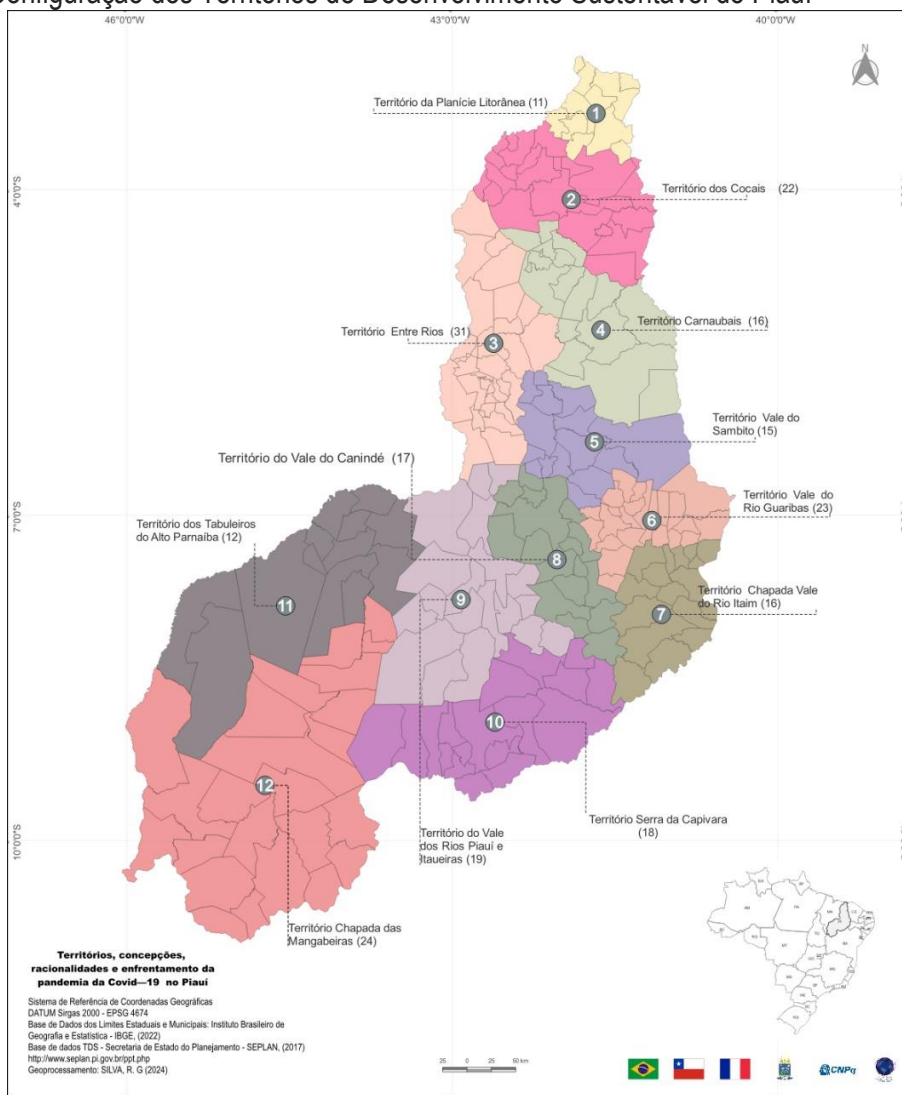 onfiguração dos Territórios de Desenvolvimento Sustentável do Piauí
46°0'0"W
43°0'0"W
40°0'0"W
N
Território da Planície Litorânea (11)
1
4°0'0"S
Território dos Cocais (22)
2
Território Carnaubais (16)
4
Território Entre Rios (31)
3
Território Vale do
Sambito (15)
5
Território do Vale do Canindé (17)
Território Vale do
Rio Guaribas (23)
6
7°0'0"S
Território dos Tabuleiros
do Alto Parnaíba (12)
8
Território Chapada Vale
do Rio Itaim (16)
7
9
11
10
12
Território Serra da Capivara
(18)
10°0'0"S
Território do Vale
dos Rios Piauí e
Itaueiras (19)
Território Chapada das
Mangabeiras (24)
Territórios, concepções,
racionalidades e enfrentamento da
pandemia da Covid—19 no Piauí
Sistema de Referência de Coordenadas Geográficas
DATUM Sirgas 2000 - EPSG 4674
Base de Dados dos Limites Estaduais e Municipais: Instituto Brasileiro de
Geografia e Estatística - IBGE, (2022)
Base de dados TDS - Secretaria de Estado do Planejamento - SEPLAN, (2017)
http://www.seplan.pi.gov.br/ppt.php
Geoprocessamento: SILVA, R. G (2024)
25 0 25 50 km
CNPq